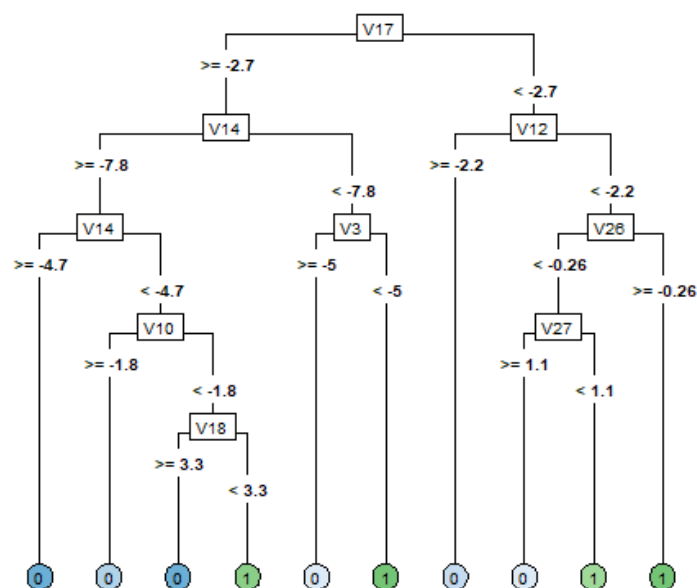 V17
>= -2.7
< -2.7
V14
V12
>= -7.8
>= -2.2
< -7.8
< -2.2
V14
V3
V26
>= -4.7
>= -5
< -0.26
< -4.7
< -5
>= -0.26
V10
V27
>= -1.8
>= 1.1
< -1.8
< 1.1
V18
>= 3.3
< 3.3
0 0 0 1 0 1 0 0 1 1